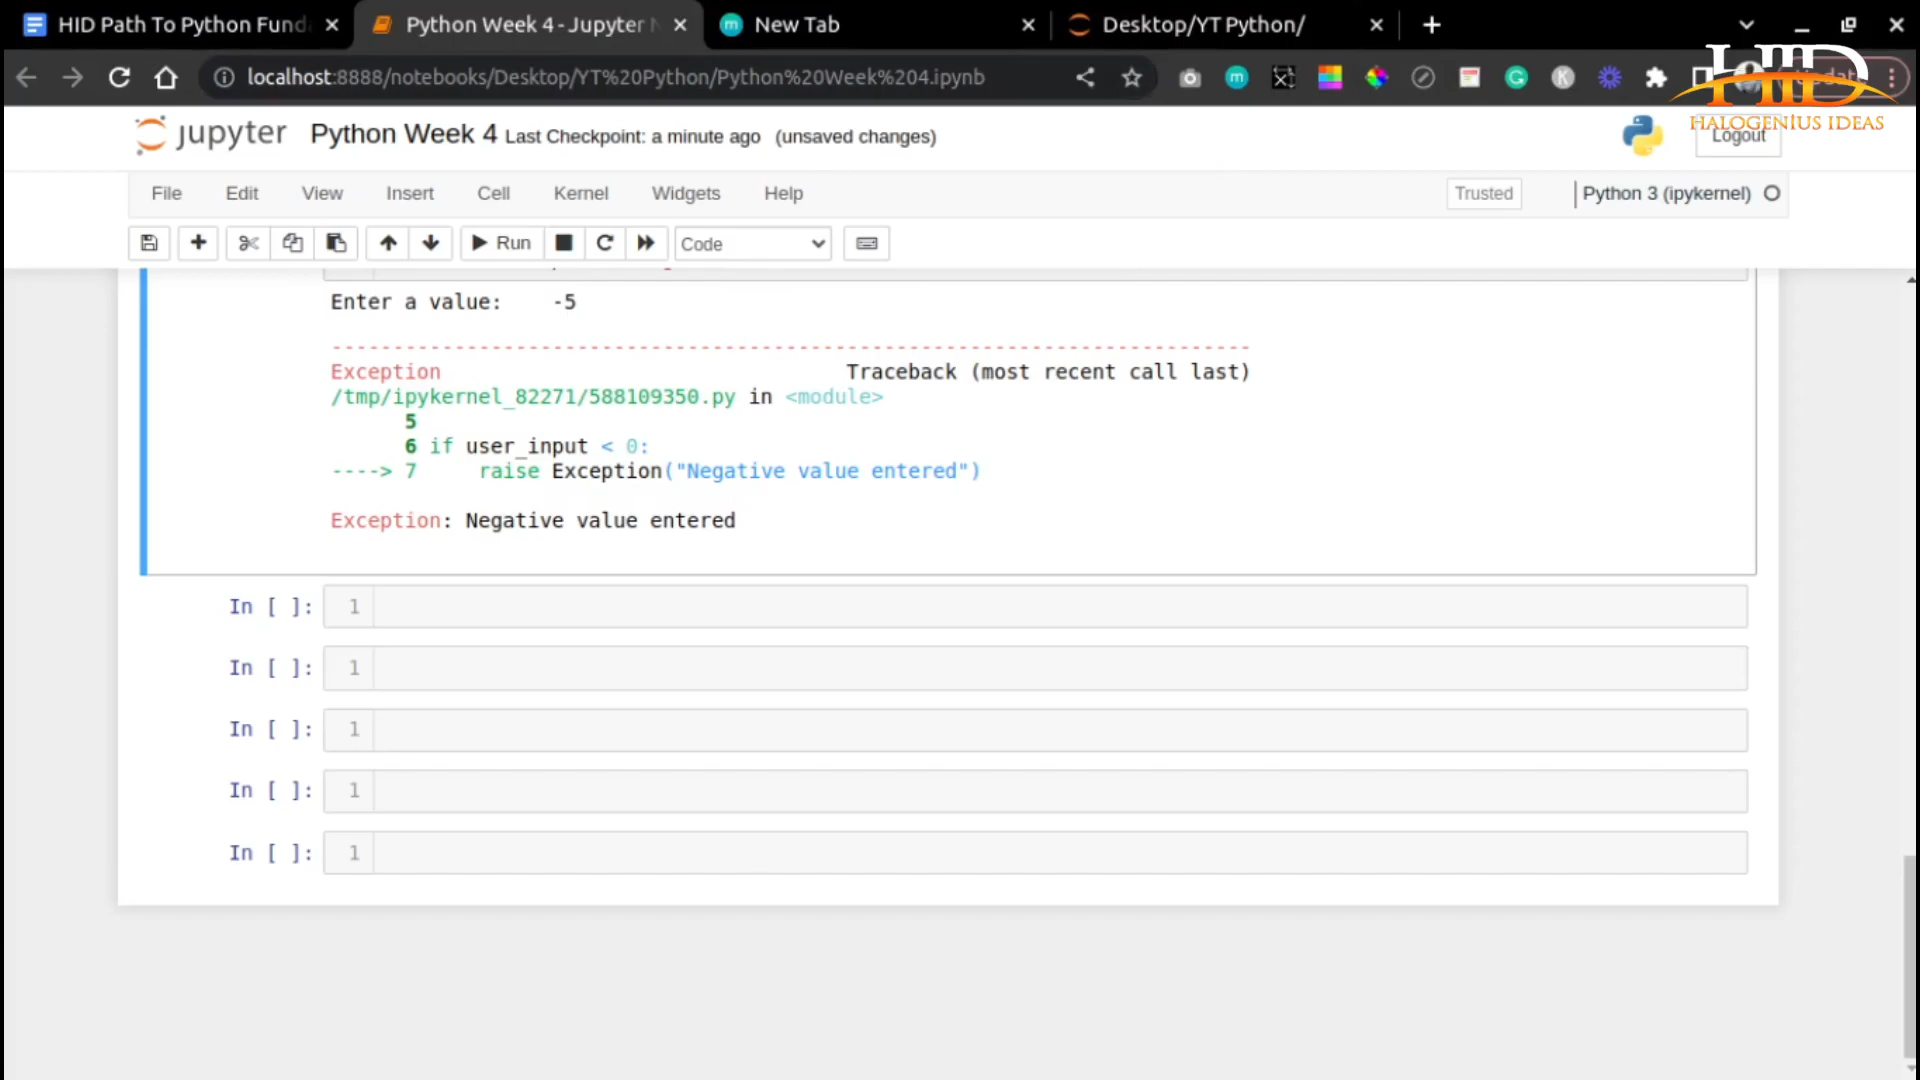 HID Path To Python Fund
Python Week 4 - Jupyter N
New Tab
Desktop/YT Python/
localhost:8888/notebooks/Desktop/YT%20Python/Python%20Week%204.ipynb
HID
HALOGENIUS IDEAS
jupyter Python Week 4 Last Checkpoint: a minute ago (unsaved changes)
Logout
File Edit View Insert Cell Kernel Widgets Help Trusted Python 3 (ipykernel)
Run Code
Enter a value: -5
---------------------------------------------------------------------------
Exception Traceback (most recent call last)
/tmp/ipykernel_82271/588109350.py in <module>
5
6 if user_input < 0:
----> 7 raise Exception("Negative value entered")
Exception: Negative value entered
In [ ]: 1
In [ ]: 1
In [ ]: 1
In [ ]: 1
In [ ]: 1